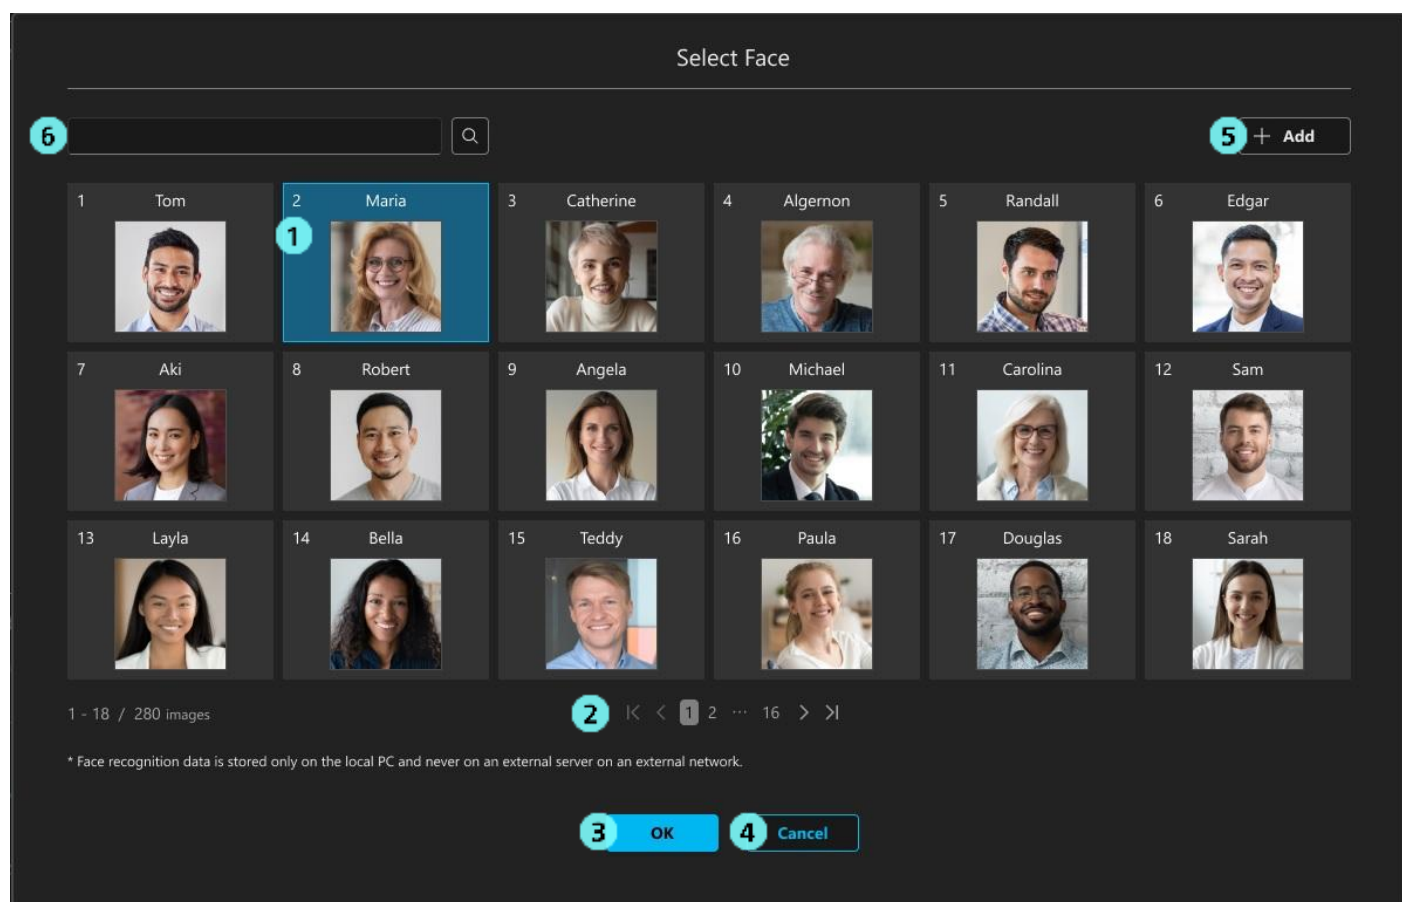 Select Face
6
5 + Add
1 Tom 2 Maria 3 Catherine 4 Algernon 5 Randall 6 Edgar
1
7 Aki 8 Robert 9 Angela 10 Michael 11 Carolina 12 Sam
13 Layla 14 Bella 15 Teddy 16 Paula 17 Douglas 18 Sarah
1 - 18 / 280 images 2 1 2 ... 16
* Face recognition data is stored only on the local PC and never on an external server on an external network.
3 OK 4 Cancel